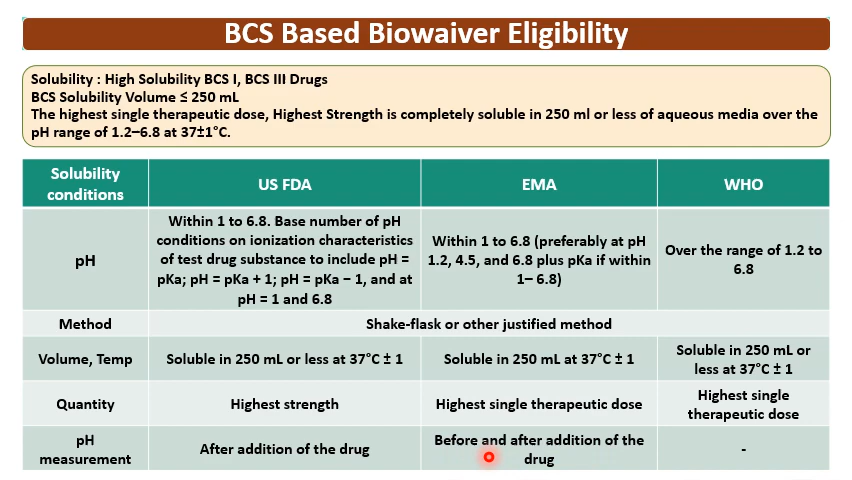 BCS Based Biowaiver Eligibility
Solubility : High Solubility BCS I, BCS III Drugs
BCS Solubility Volume ≤ 250 mL
The highest single therapeutic dose, Highest Strength is completely soluble in 250 ml or less of aqueous media over the
pH range of 1.2–6.8 at 37±1°C.
Solubility
conditions
US FDA
EMA
WHO
pH
Within 1 to 6.8. Base number of pH
conditions on ionization characteristics
of test drug substance to include pH =
pKa; pH = pKa + 1; pH = pKa − 1, and at
pH = 1 and 6.8
Within 1 to 6.8 (preferably at pH
1.2, 4.5, and 6.8 plus pKa if within
1– 6.8)
Over the range of 1.2 to
6.8
Method
Shake-flask or other justified method
Volume, Temp
Soluble in 250 mL or less at 37°C ± 1
Soluble in 250 mL at 37°C ± 1
Soluble in 250 mL or
less at 37°C ± 1
Quantity
Highest strength
Highest single therapeutic dose
Highest single
therapeutic dose
pH
measurement
After addition of the drug
Before and after addition of the
drug
-